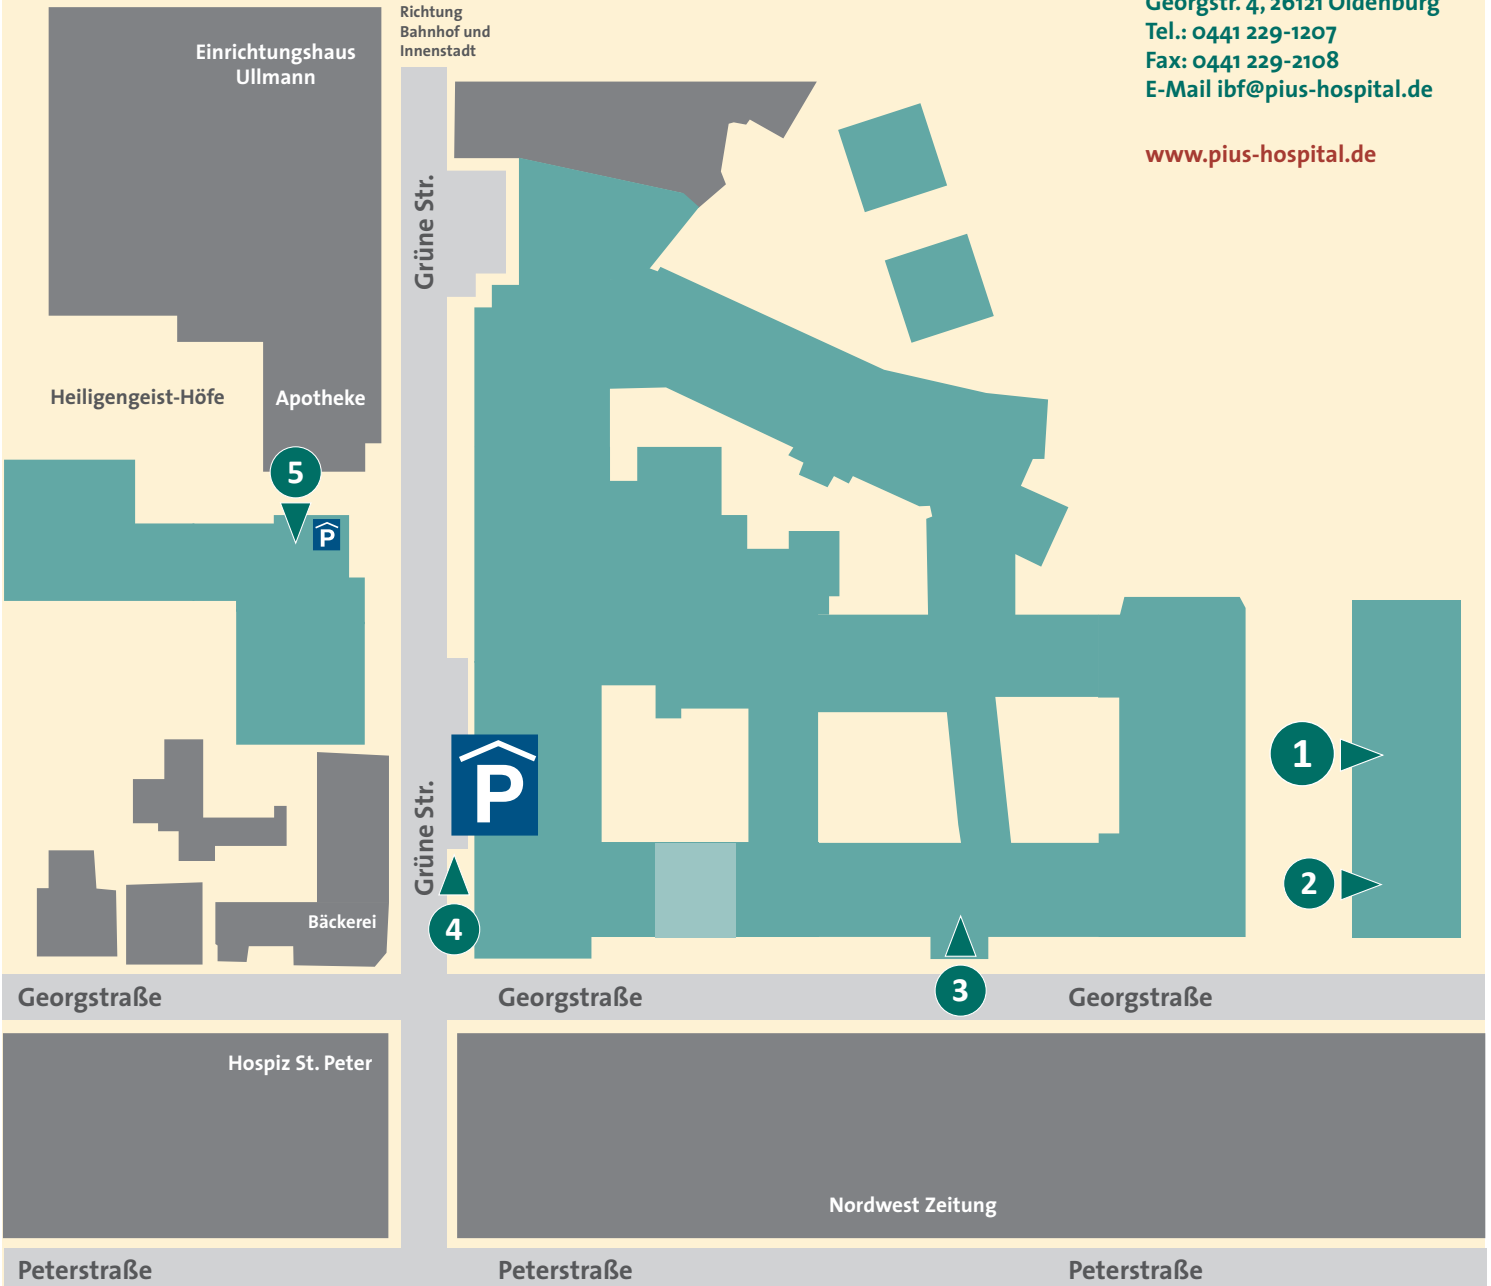 Georgstr. 4, 26121 Oldenburg
Tel.: 0441 229-1207
Fax: 0441 229-2108
E-Mail ibf@pius-hospital.de
www.pius-hospital.de
Richtung
Bahnhof und
Innenstadt
Einrichtungshaus
Ullmann
Grüne Str.
Heiligengeist-Höfe
Apotheke
5
P
1
P
Grüne Str.
2
Bäckerei
4
3
Georgstraße
Georgstraße
Georgstraße
Hospiz St. Peter
Nordwest Zeitung
Peterstraße
Peterstraße
Peterstraße